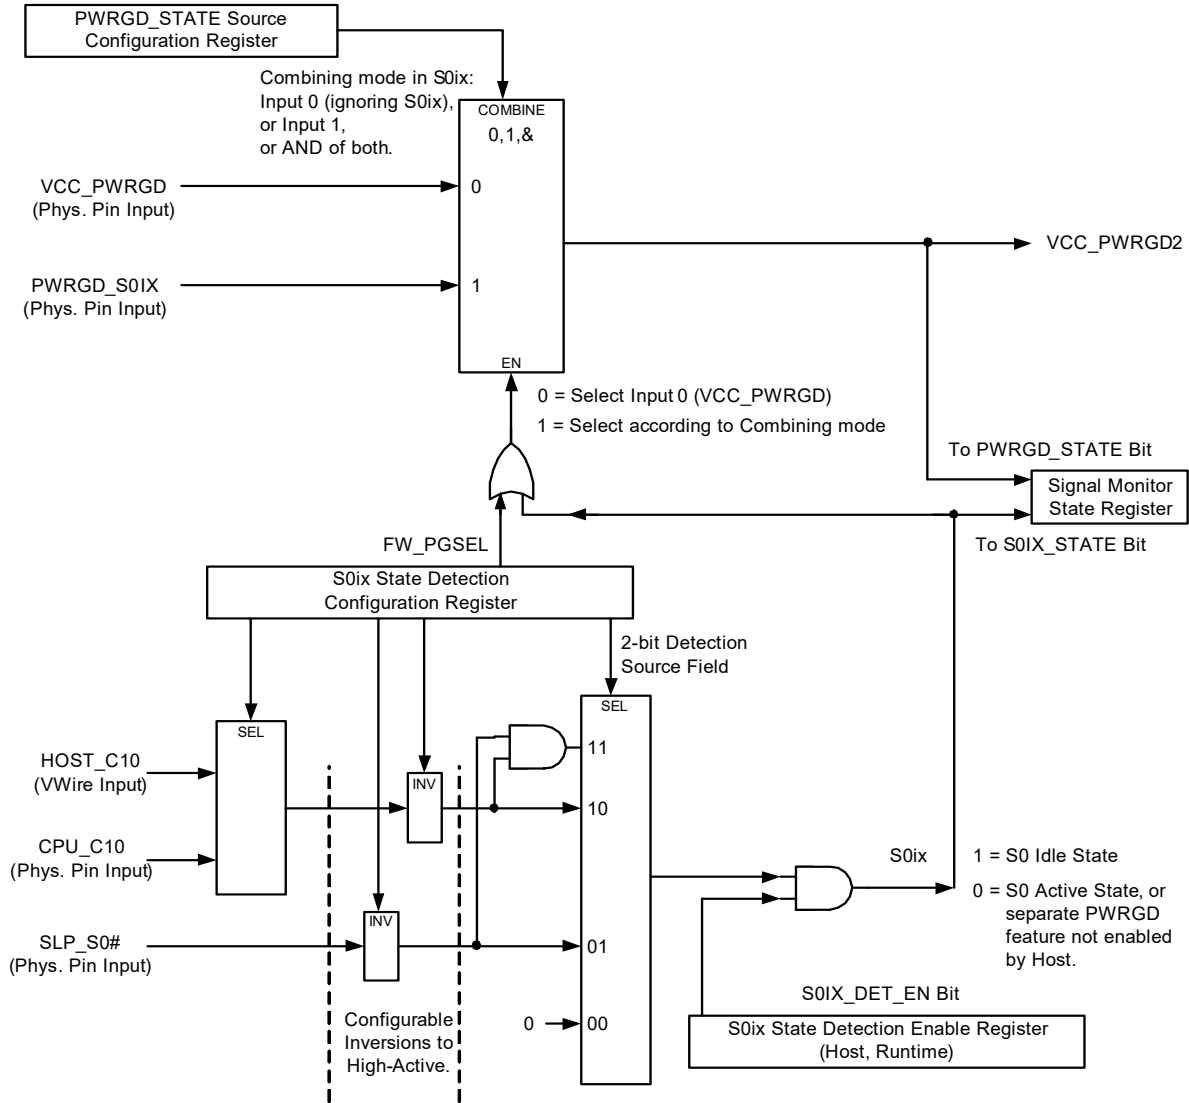 PWRGD_STATE Source
Configuration Register
Combining mode in S0ix:
Input 0 (ignoring S0ix),
or Input 1,
or AND of both.
COMBINE
0,1,&
VCC_PWRGD
(Phys. Pin Input)
0
VCC_PWRGD2
PWRGD_S0IX
(Phys. Pin Input)
1
EN
0 = Select Input 0 (VCC_PWRGD)
1 = Select according to Combining mode
To PWRGD_STATE Bit
Signal Monitor
State Register
To S0IX_STATE Bit
FW_PGSEL
S0ix State Detection
Configuration Register
2-bit Detection
Source Field
SEL
SEL
HOST_C10
(VWire Input)
INV
11
10
CPU_C10
(Phys. Pin Input)
S0ix
1 = S0 Idle State
0 = S0 Active State, or
separate PWRGD
feature not enabled
by Host.
INV
SLP_S0#
(Phys. Pin Input)
01
S0IX_DET_EN Bit
0
00
Configurable
Inversions to
High-Active.
S0ix State Detection Enable Register
(Host, Runtime)